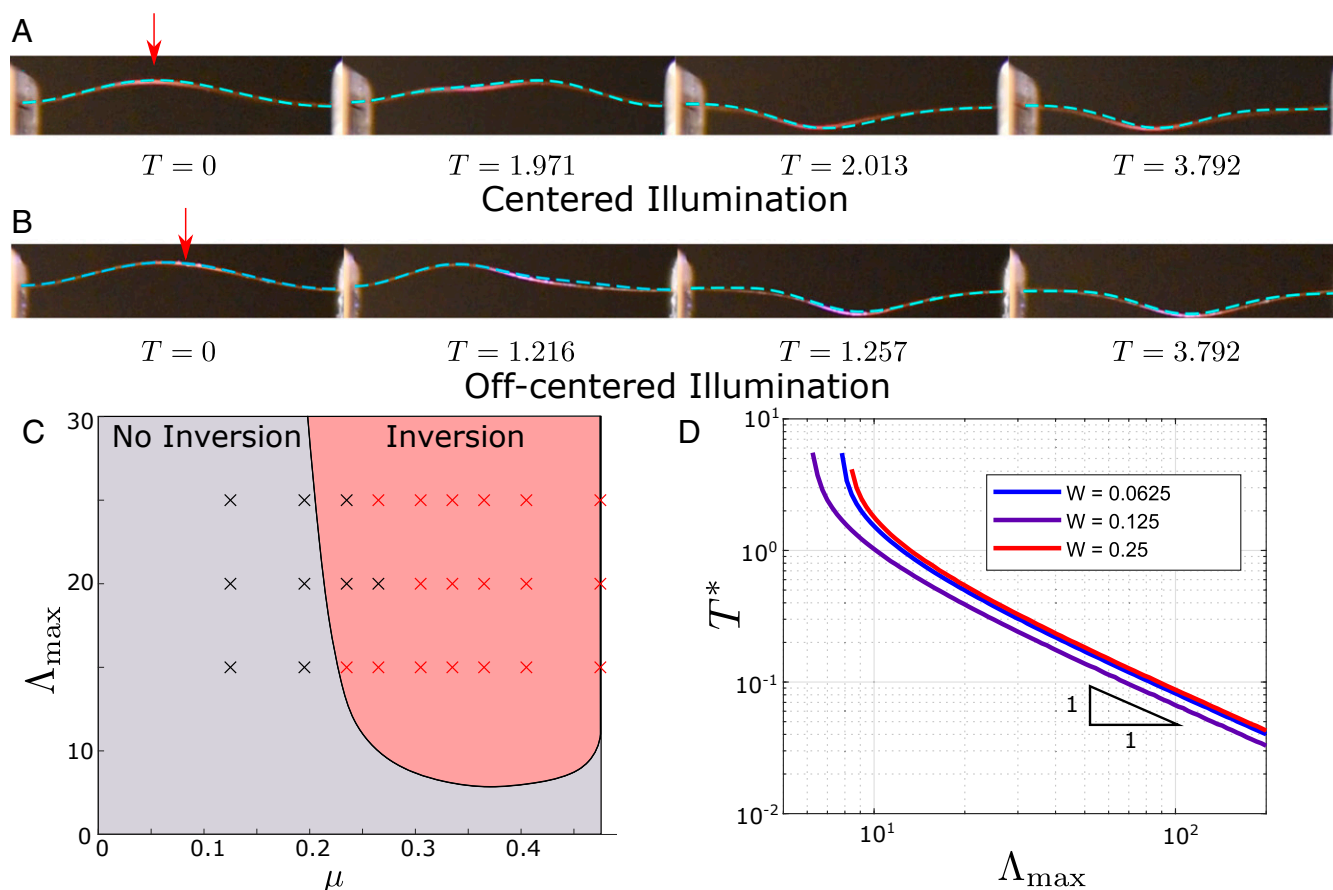 A
T = 0 T = 1.971 T = 2.013 T = 3.792
Centered Illumination
B
T = 0 T = 1.216 T = 1.257 T = 3.792
Off-centered Illumination
C
No Inversion Inversion
30
20
10
0
0 0.1 0.2 0.3 0.4
Λmax
μ
D
W = 0.0625
W = 0.125
W = 0.25
10¹
10⁰
10⁻¹
10⁻²
1
1
10¹ 10²
T*
Λmax